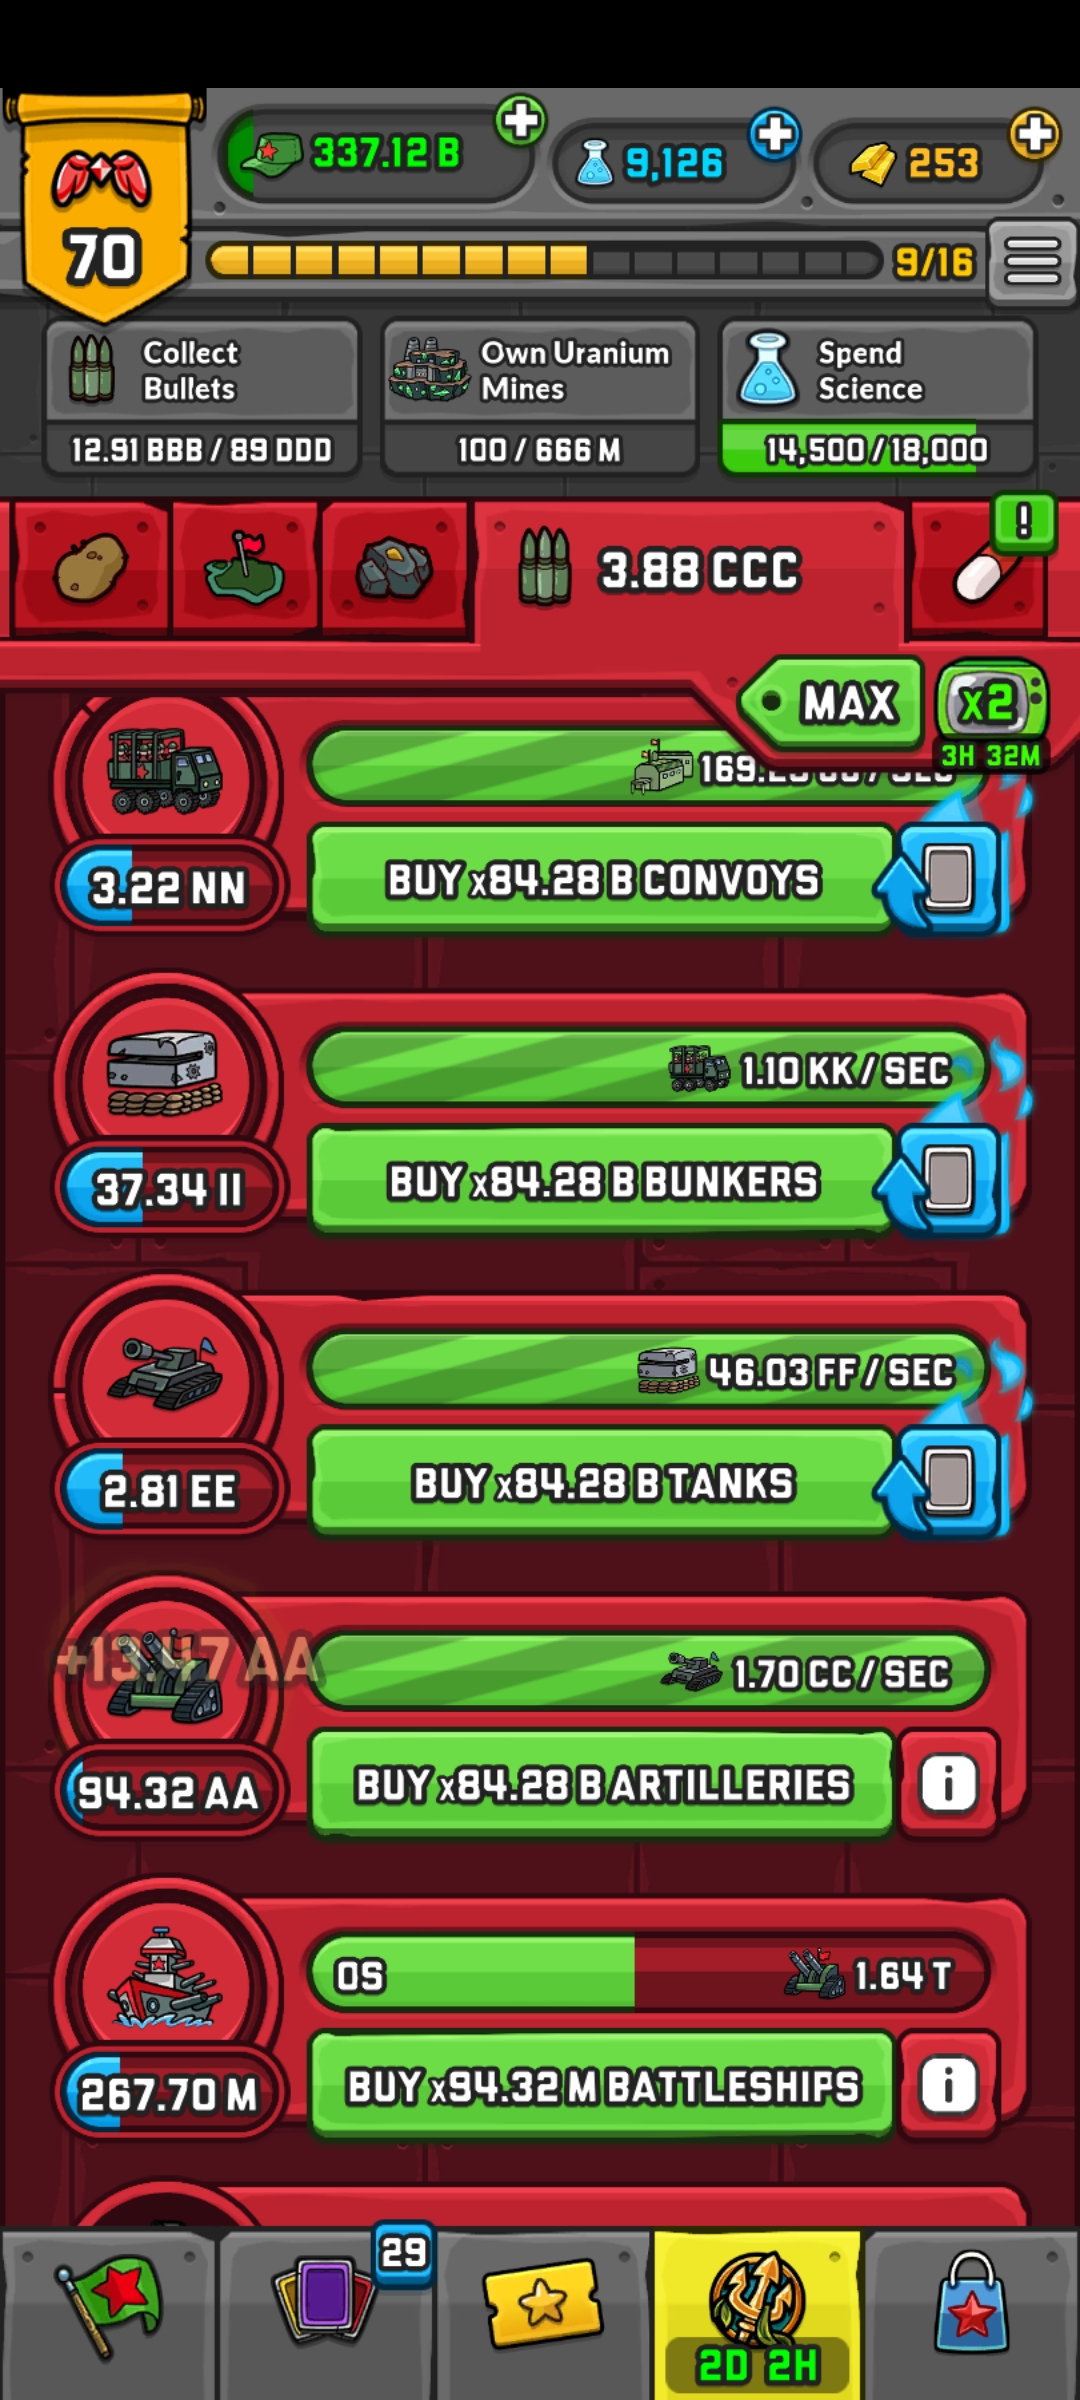 337.12 B
9,126
253
70
9/16
Collect
Bullets
12.91 BBB / 89 DDD
Own Uranium
Mines
100 / 666 M
Spend
Science
14,500/18,000
!
3.88 CCC
MAX
x2
3H 32M
3.22 NN
BUY x84.28 B CONVOYS
1.10 KK / SEC
37.34 II
BUY x84.28 B BUNKERS
46.03 FF / SEC
2.81 EE
BUY x84.28 B TANKS
1.70 CC / SEC
94.32 AA
BUY x84.28 B ARTILLERIES
i
0S
1.64 T
267.70 M
BUY x94.32 M BATTLESHIPS
i
29
2D 2H